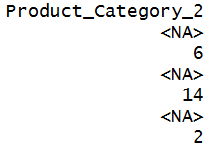 Product_Category_2
<NA>
6
<NA>
14
<NA>
2